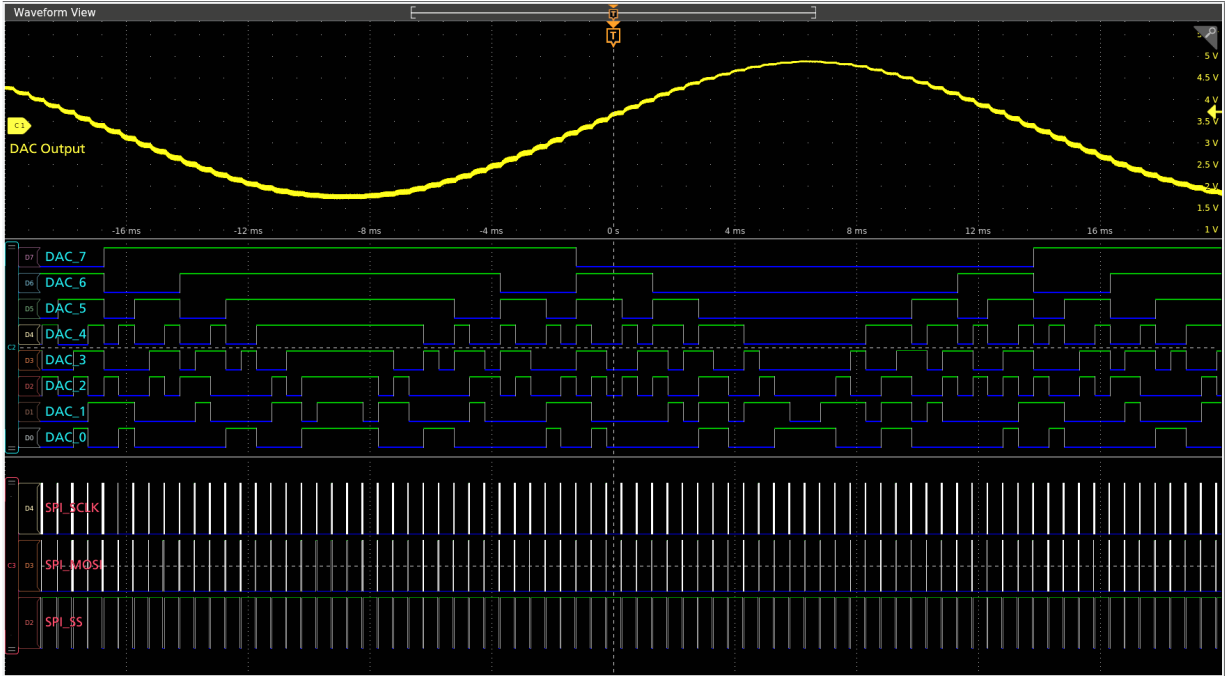 Waveform View
T
T
5 V
4.5 V
4 V
C 1
3.5 V
DAC Output
3 V
2.5 V
2 V
1.5 V
-16 ms -12 ms -8 ms -4 ms 0 s 4 ms 8 ms 12 ms 16 ms 1 V
D7 DAC_7
D6 DAC_6
D5 DAC_5
D4 DAC_4
C2
D3 DAC_3
D2 DAC_2
D1 DAC_1
D0 DAC_0
D4 SPI_SCLK
C3 D3 SPI_MOSI
D2 SPI_SS